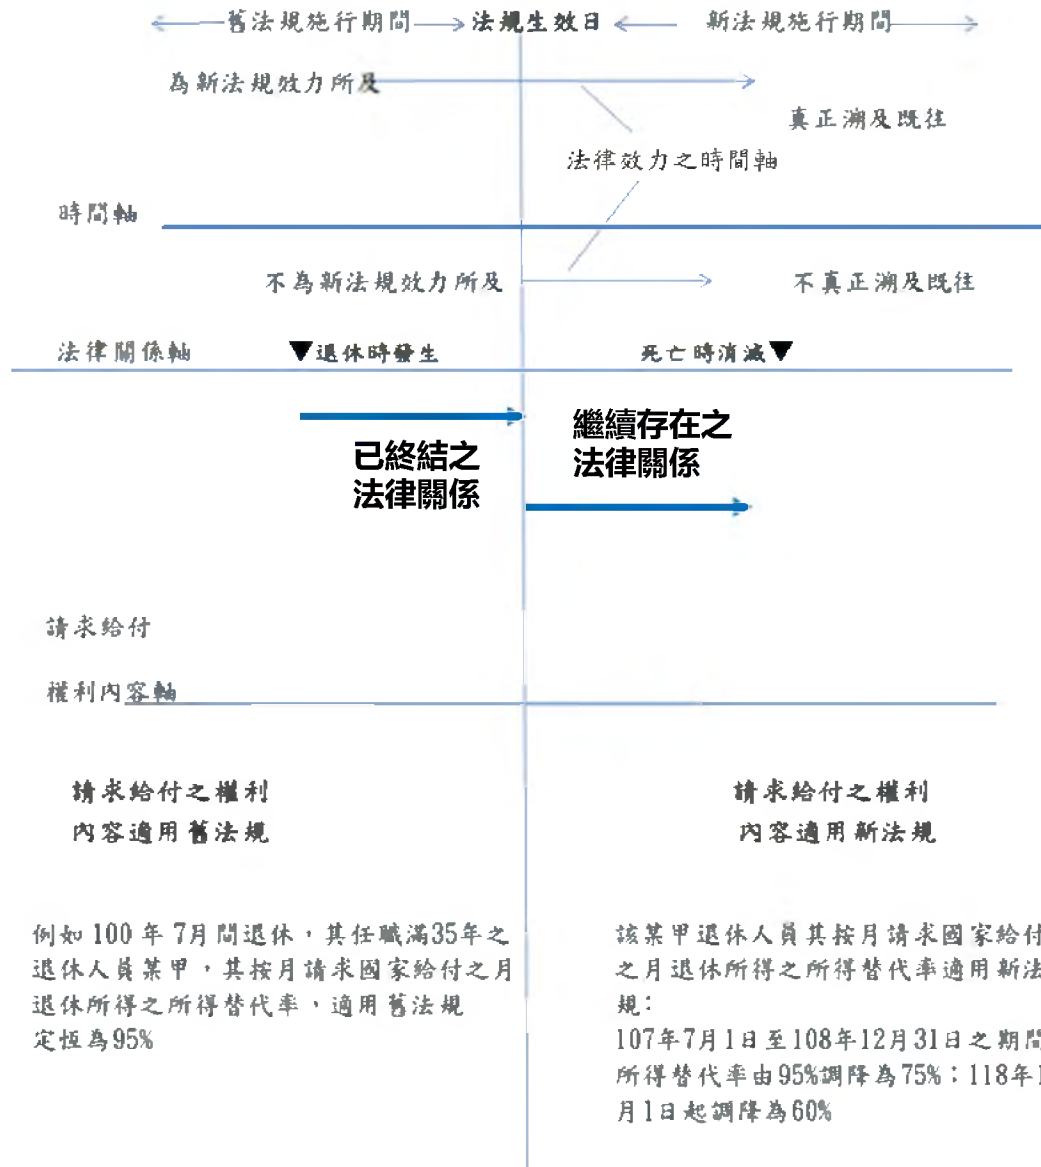 舊法規施行期間 法規生效日 新法規施行期間
為新法規效力所及
真正溯及既往
法律效力之時間軸
時間軸
不為新法規效力所及 不真正溯及既往
法律關係軸 ▼退休時發生 死亡時消滅▼
繼續存在之
法律關係
已終結之
法律關係
請求給付
權利內容軸
請求給付之權利
內容適用舊法規
請求給付之權利
內容適用新法規
例如100年7月間退休,其任職滿35年之
退休人員某甲,其按月請求國家給付之月
退休所得之所得替代率,適用舊法規
定恆為95%
該某甲退休人員其按月請求國家給付
之月退休所得之所得替代率適用新法
規:
107年7月1日至108年12月31日之期間
所得替代率由95%調降為75%;118年1
月1日起調降為60%